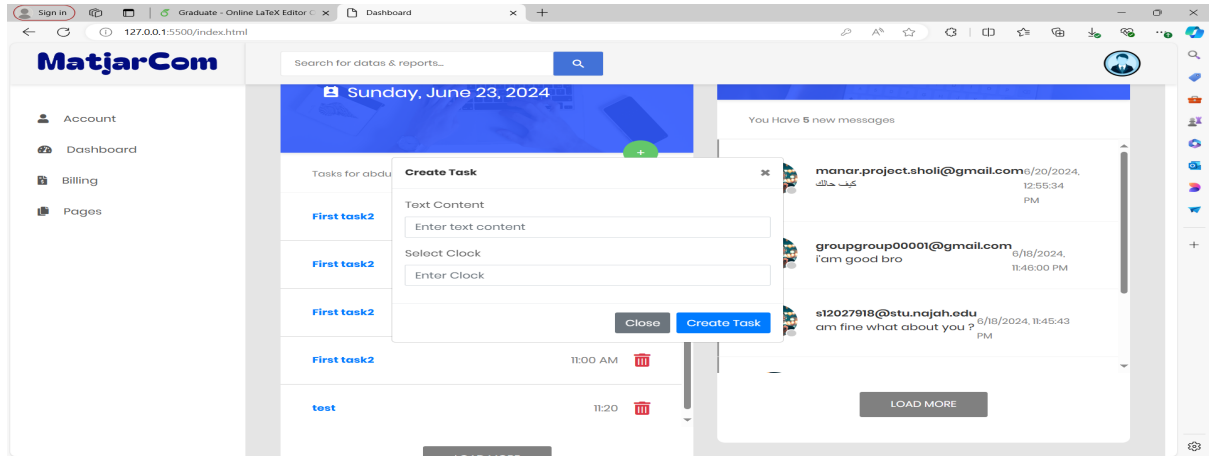 Sign in
Graduate - Online LaTeX Editor
Dashboard
127.0.0.1:5500/index.html
MatjarCom
Search for datas & reports...
Account
Dashboard
Billing
Pages
Sunday, June 23, 2024
+
Tasks for abdu
First task2
First task2
First task2
First task2
11:00 AM
test
11:20
Create Task
Text Content
Enter text content
Select Clock
Enter Clock
Close
Create Task
You Have 5 new messages
manar.project.sholi@gmail.com
كيف حالك
6/20/2024,
12:55:34
PM
groupgroup00001@gmail.com
i'am good bro
6/18/2024,
11:46:00 PM
s12027918@stu.najah.edu
am fine what about you ?
6/18/2024, 11:45:43
PM
LOAD MORE